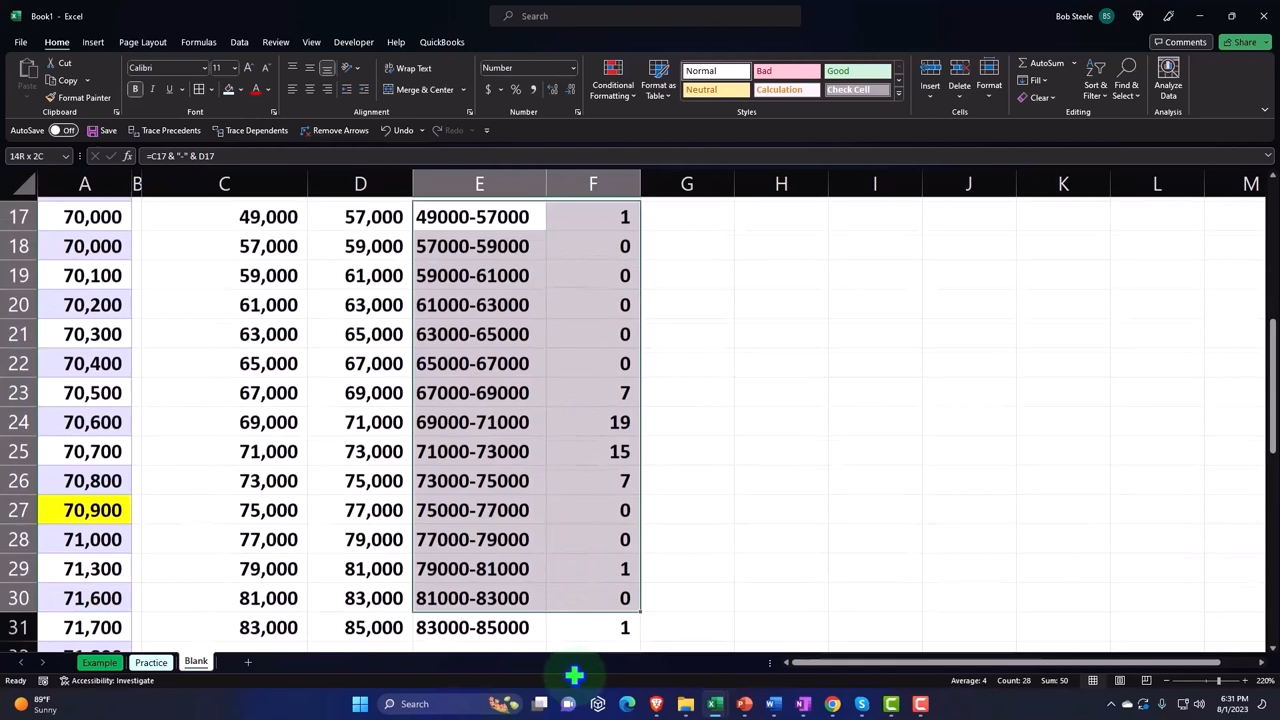 Book1 - Excel
Search
Bob Steele
BS
File Home Insert Page Layout Formulas Data Review View Developer Help QuickBooks
Comments
Share
Paste
Cut
Copy
Format Painter
Clipboard
Calibri
11
B I U
Font
Wrap Text
Merge & Center
Alignment
Number
$ % 9
Number
Conditional Formatting
Format as Table
Normal Bad Good
Neutral Calculation Check Cell
Styles
Insert Delete Format
Cells
AutoSum
Fill
Clear
Sort & Filter
Find & Select
Editing
Analyze Data
Analysis
AutoSave Off Save Trace Precedents Trace Dependents Remove Arrows Undo Redo
14R x 2C
fx
=C17 & "-" & D17
A B C D E F G H I J K L M
17 70,000 49,000 57,000 49000-57000 1
18 70,000 57,000 59,000 57000-59000 0
19 70,100 59,000 61,000 59000-61000 0
20 70,200 61,000 63,000 61000-63000 0
21 70,300 63,000 65,000 63000-65000 0
22 70,400 65,000 67,000 65000-67000 0
23 70,500 67,000 69,000 67000-69000 7
24 70,600 69,000 71,000 69000-71000 19
25 70,700 71,000 73,000 71000-73000 15
26 70,800 73,000 75,000 73000-75000 7
27 70,900 75,000 77,000 75000-77000 0
28 71,000 77,000 79,000 77000-79000 0
29 71,300 79,000 81,000 79000-81000 1
30 71,600 81,000 83,000 81000-83000 0
31 71,700 83,000 85,000 83000-85000 1
Example Practice Blank
Ready
Accessibility: Investigate
Average: 4 Count: 28 Sum: 50
220%
89°F
Sunny
Search
6:31 PM
8/1/2023